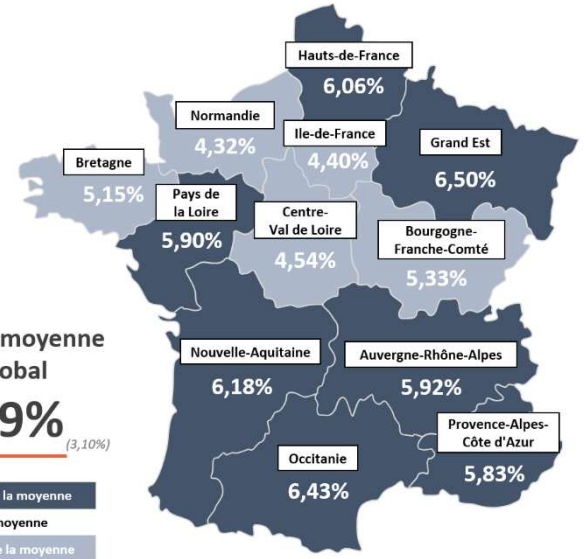 Hauts-de-France
6,06%
Normandie
4,32%
Ile-de-France
4,40%
Grand Est
6,50%
Bretagne
5,15%
Pays de
la Loire
5,90%
Centre-
Val de Loire
4,54%
Bourgogne-
Franche-Comté
5,33%
moyenne
obal
9%
(3,10%)
Nouvelle-Aquitaine
6,18%
Auvergne-Rhône-Alpes
5,92%
Provence-Alpes-
Côte d'Azur
5,83%
Occitanie
6,43%
la moyenne
moyenne
la moyenne